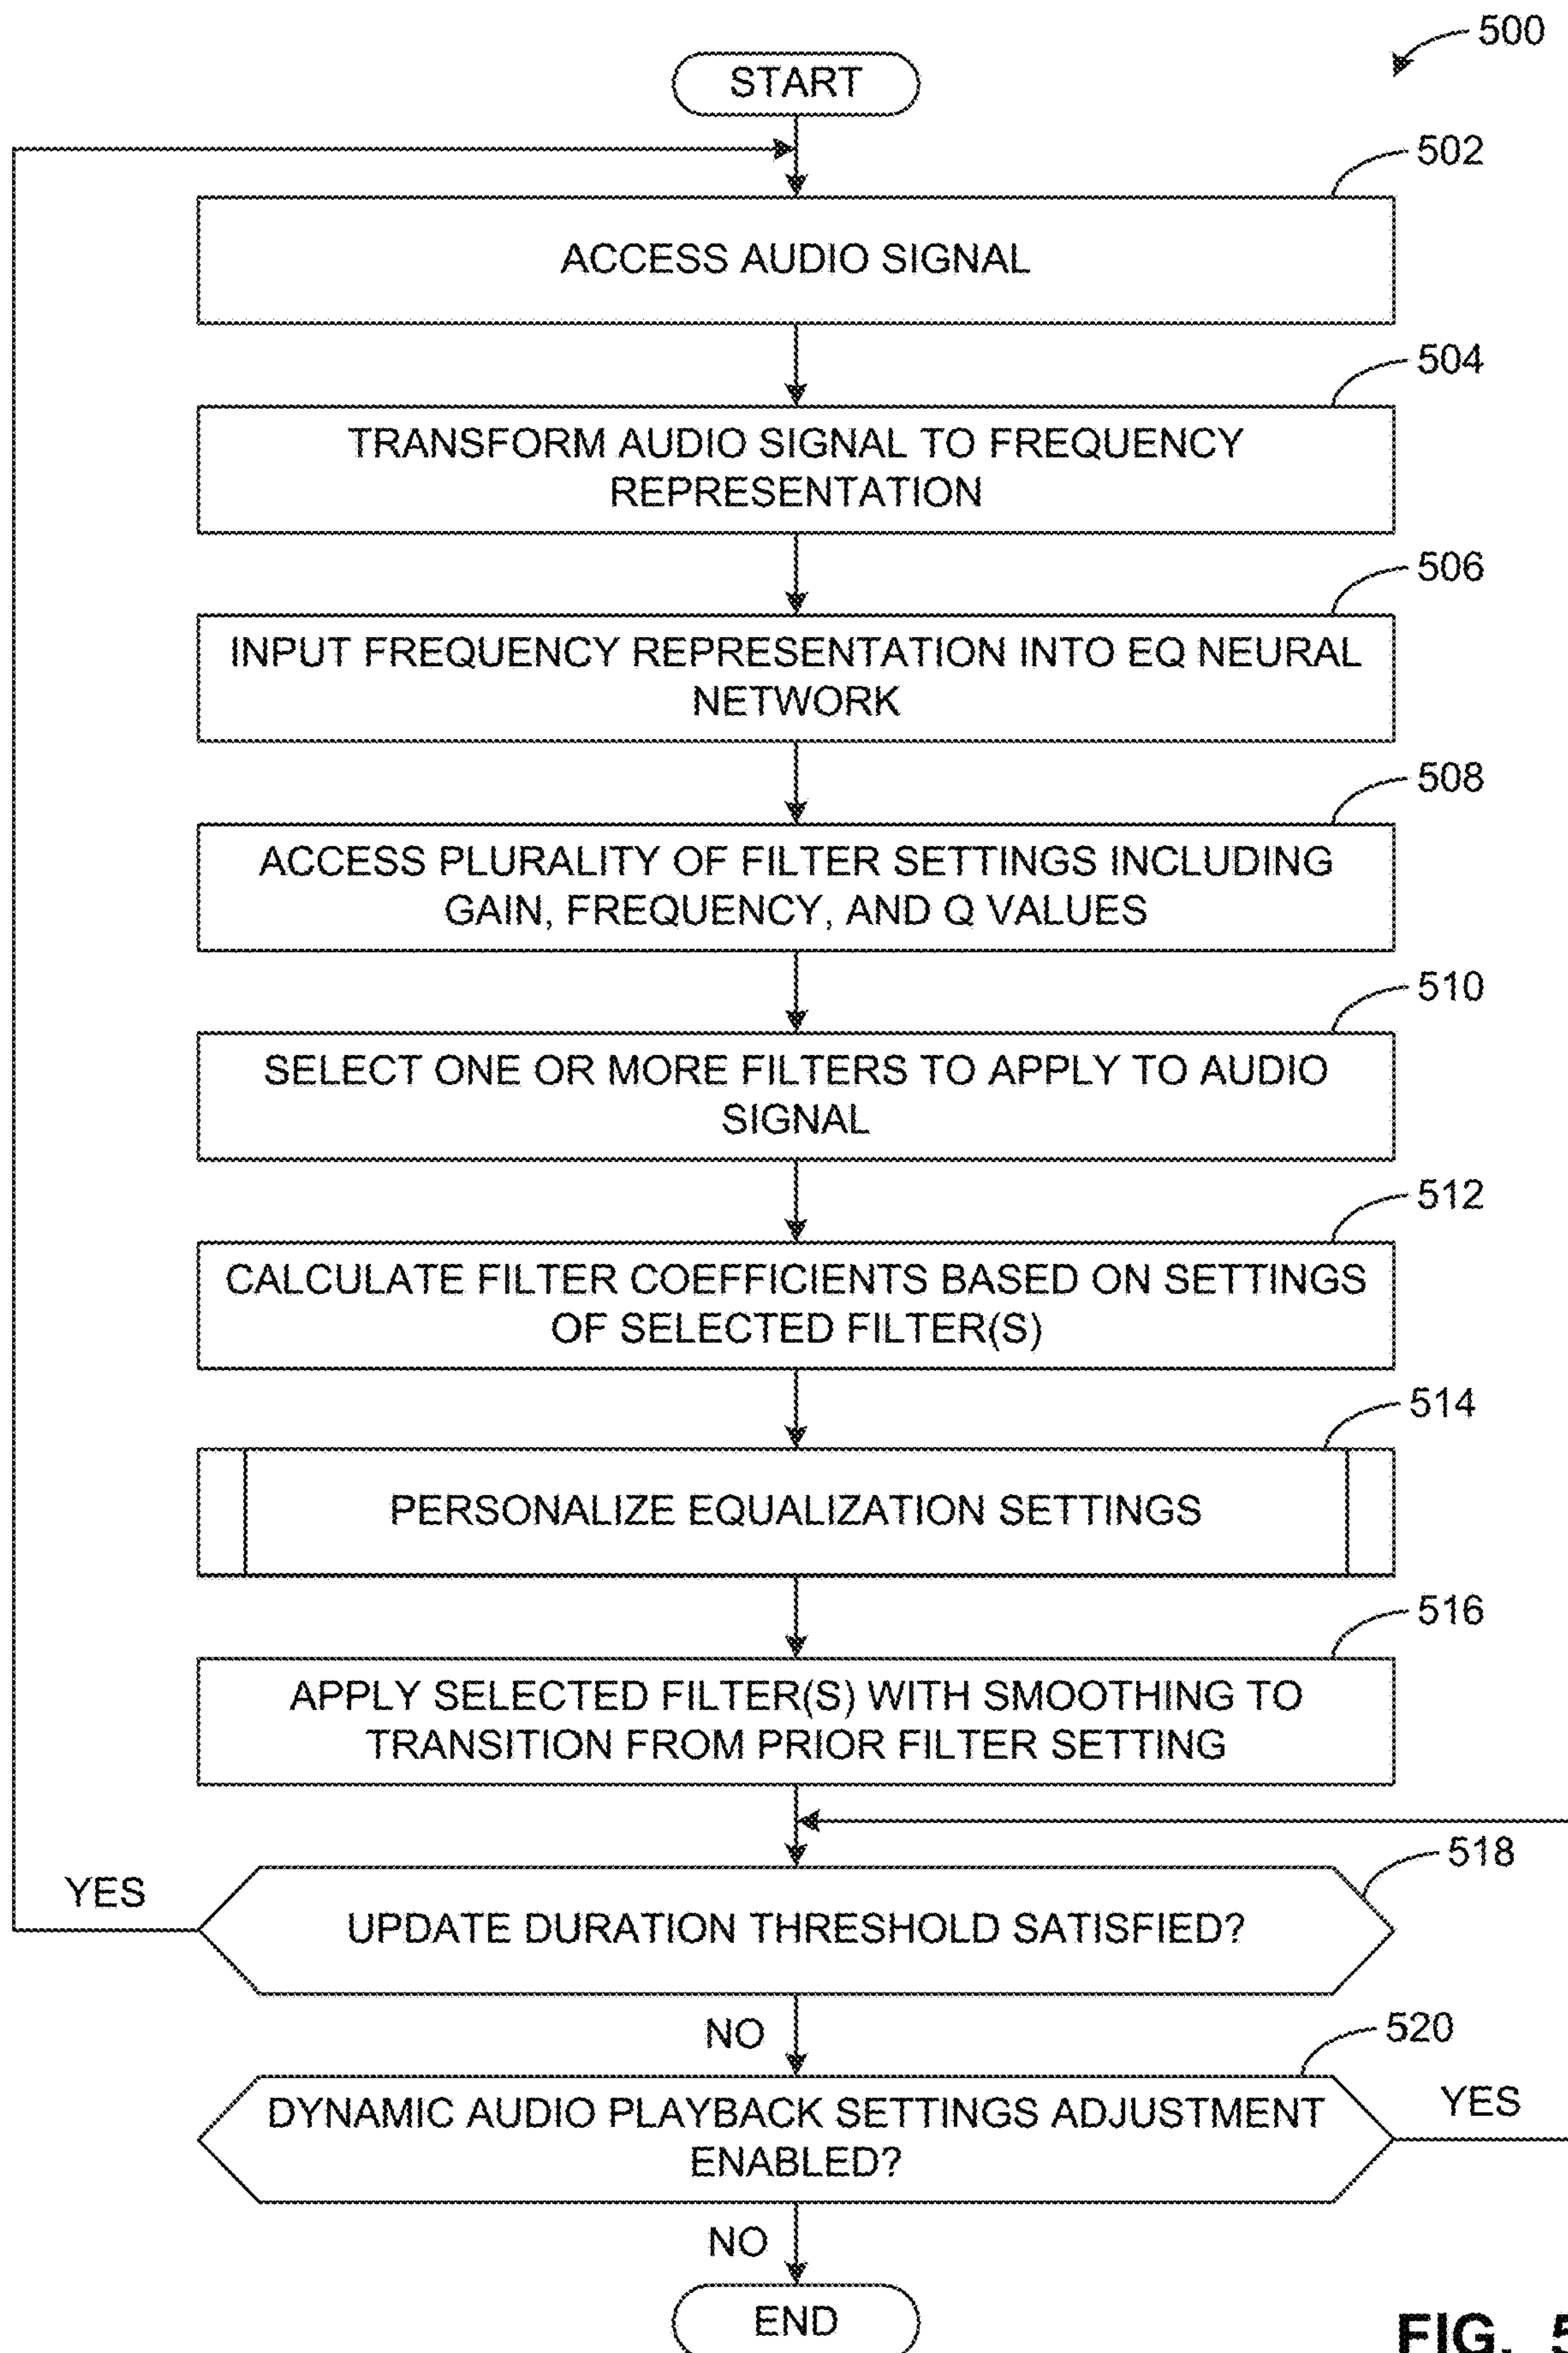 500
START
502
ACCESS AUDIO SIGNAL
504
TRANSFORM AUDIO SIGNAL TO FREQUENCY
REPRESENTATION
506
INPUT FREQUENCY REPRESENTATION INTO EQ NEURAL
NETWORK
508
ACCESS PLURALITY OF FILTER SETTINGS INCLUDING
GAIN, FREQUENCY, AND Q VALUES
510
SELECT ONE OR MORE FILTERS TO APPLY TO AUDIO
SIGNAL
512
CALCULATE FILTER COEFFICIENTS BASED ON SETTINGS
OF SELECTED FILTER(S)
514
PERSONALIZE EQUALIZATION SETTINGS
516
APPLY SELECTED FILTER(S) WITH SMOOTHING TO
TRANSITION FROM PRIOR FILTER SETTING
518
YES
UPDATE DURATION THRESHOLD SATISFIED?
NO
520
DYNAMIC AUDIO PLAYBACK SETTINGS ADJUSTMENT
ENABLED?
YES
NO
END
FIG. 5